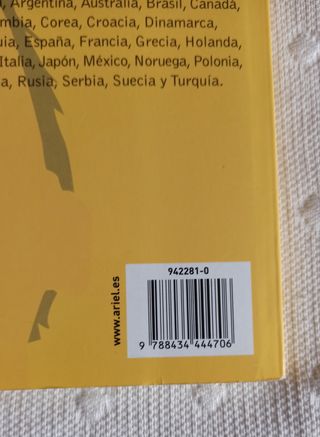 Argentina, Australia, Brasil, Canadá,
Corea, Croacia, Dinamarca,
España, Francia, Grecia, Holanda,
Italia, Japón, México, Noruega, Polonia,
Rusia, Serbia, Suecia y Turquía.
942281-0
www.ariel.es
9 788434 444706